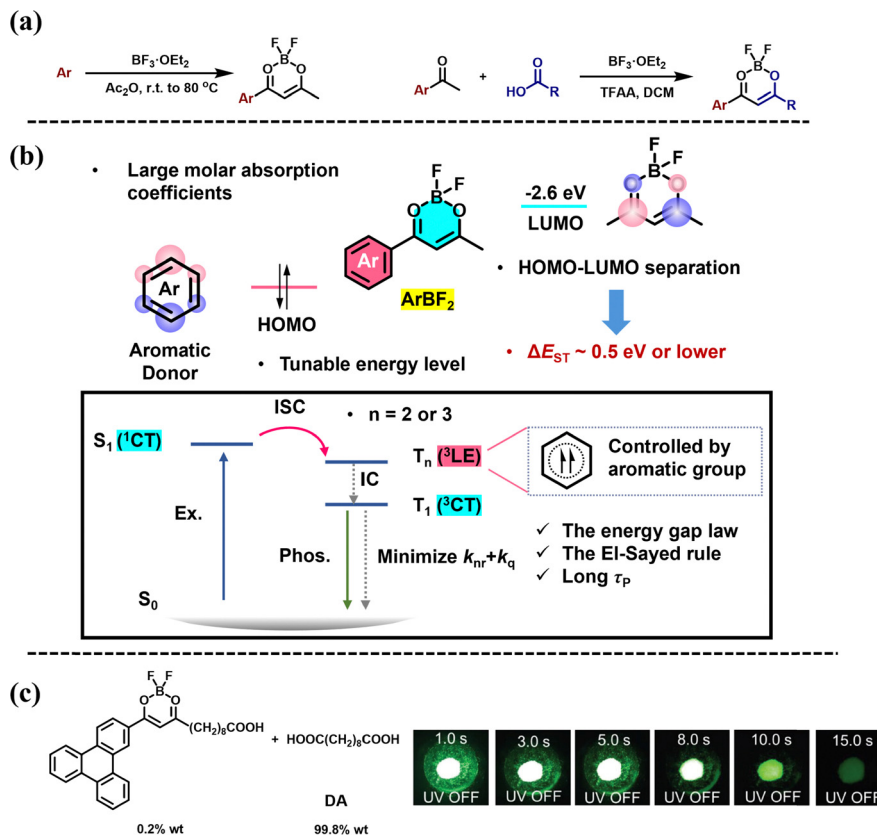 (a)
Ar
BF3·OEt2
Ac2O, r.t. to 80 °C
F F
B
O O
Ar
O
Ar
+
O
HO R
BF3·OEt2
TFAA, DCM
F F
B
O O
Ar R
(b)
• Large molar absorption
coefficients
Ar
Aromatic
Donor
HOMO
F
F
B
O O
Ar
ArBF2
-2.6 eV
LUMO
F
F
B
• HOMO-LUMO separation
• Tunable energy level
• ΔEST ~ 0.5 eV or lower
ISC
• n = 2 or 3
S1 (1CT)
Tn (3LE)
Controlled by
aromatic group
IC
T1 (3CT)
Ex.
Phos.
Minimize knr+kq
✓ The energy gap law
✓ The El-Sayed rule
✓ Long τP
S0
(c)
F F
B
O O
(CH2)8COOH
+ HOOC(CH2)8COOH
DA
0.2% wt
99.8% wt
1.0 s
UV OFF
3.0 s
UV OFF
5.0 s
UV OFF
8.0 s
UV OFF
10.0 s
UV OFF
15.0 s
UV OFF